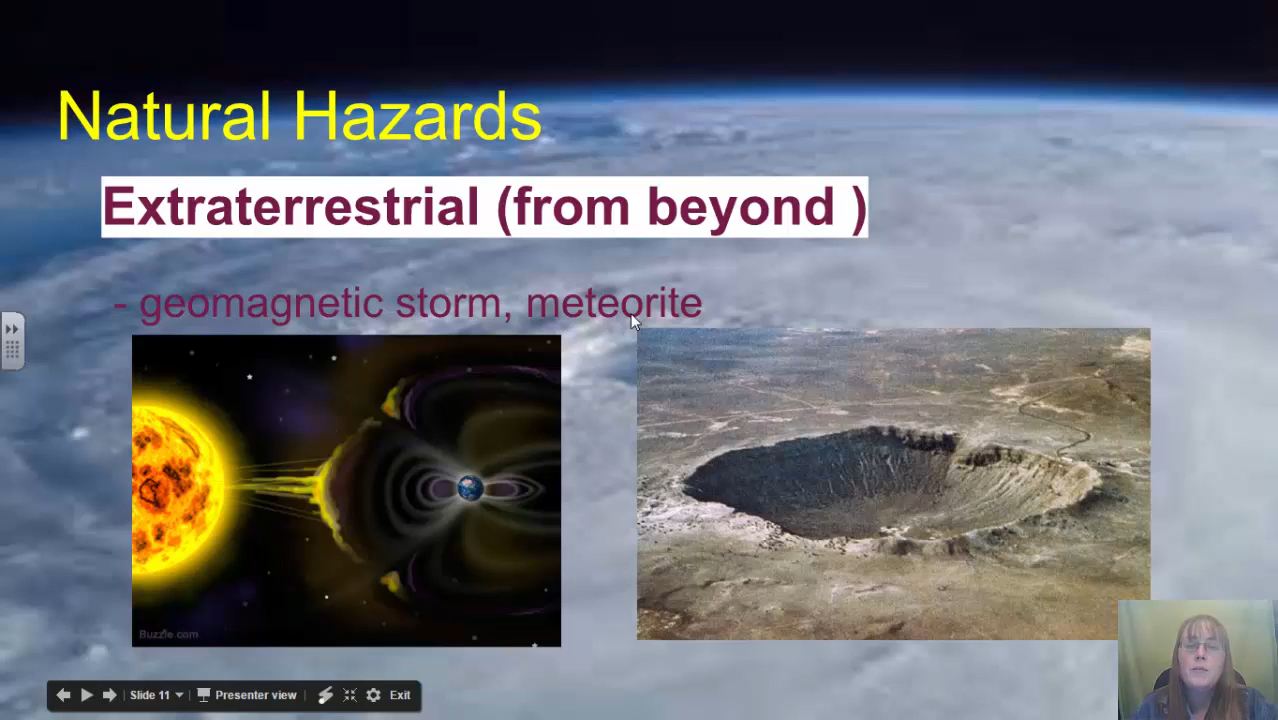 Natural Hazards
Extraterrestrial (from beyond )
- geomagnetic storm, meteorite
Buzzle.com
Slide 11
Presenter view
Exit